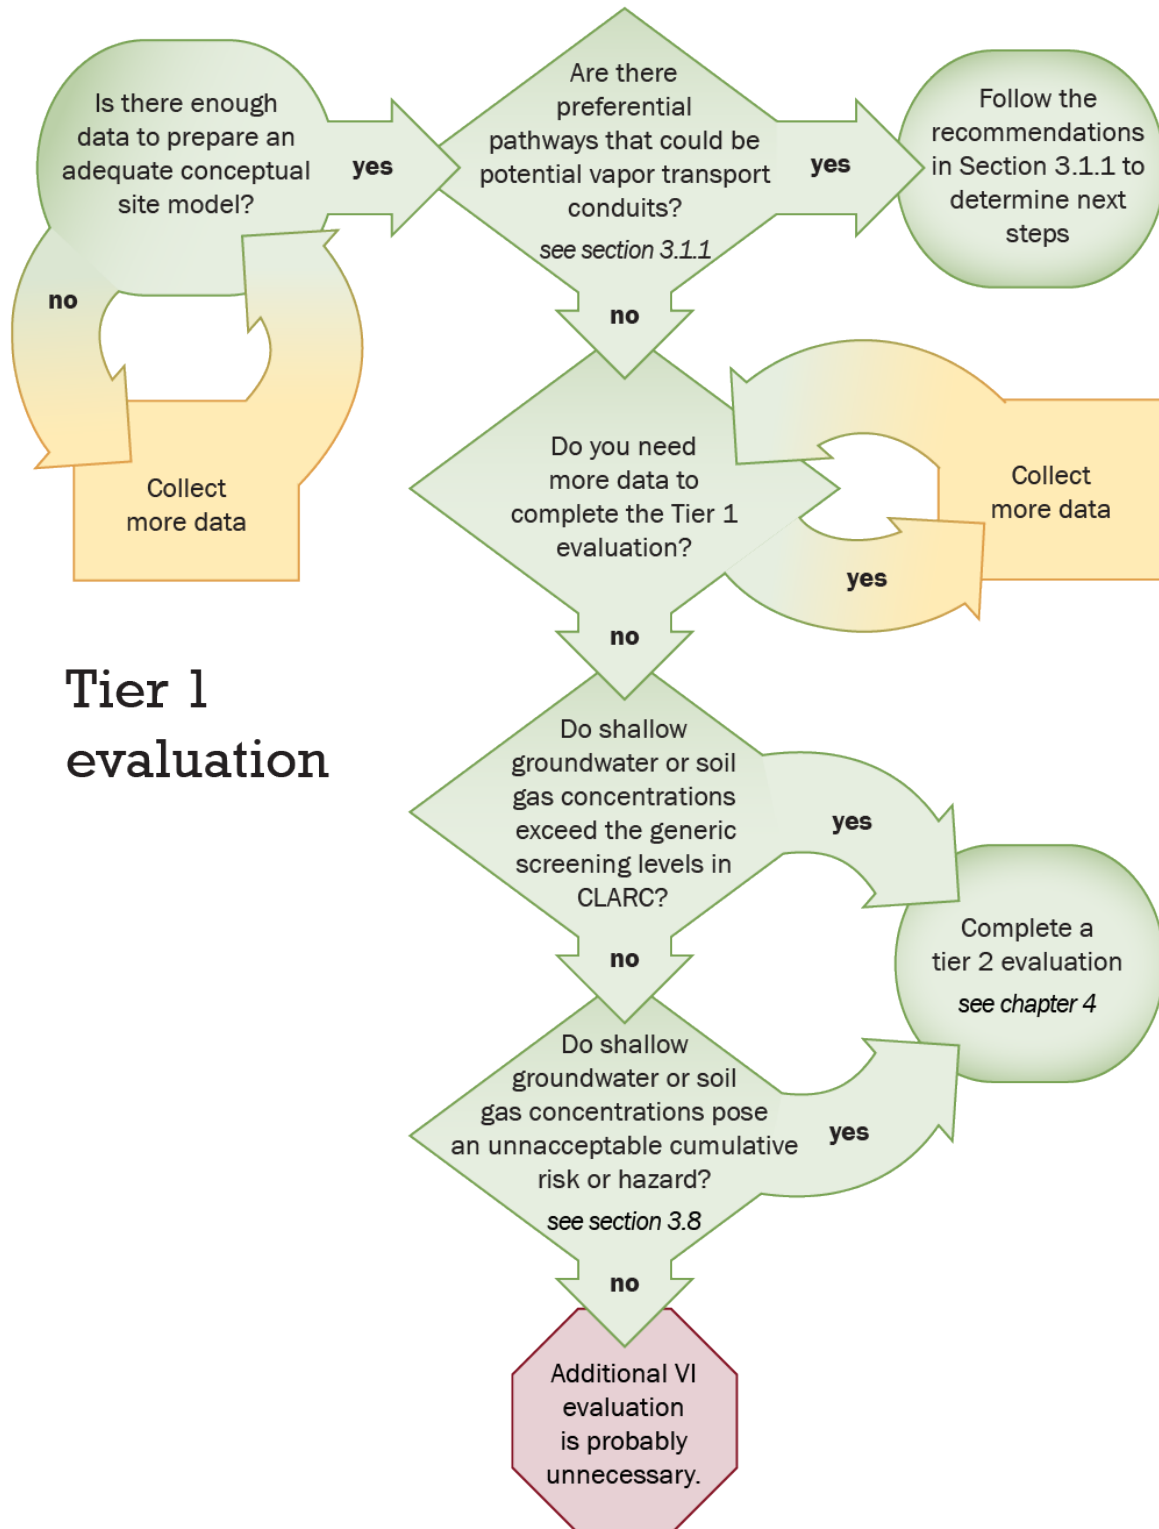 Is there enough
data to prepare an
adequate conceptual
site model?
yes
no
Collect
more data
Are there
preferential
pathways that could be
potential vapor transport
conduits?
see section 3.1.1
yes
Follow the
recommendations
in Section 3.1.1 to
determine next
steps
no
Do you need
more data to
complete the Tier 1
evaluation?
yes
Collect
more data
no
Tier 1
evaluation
Do shallow
groundwater or soil
gas concentrations
exceed the generic
screening levels in
CLARC?
yes
Complete a
tier 2 evaluation
see chapter 4
no
Do shallow
groundwater or soil
gas concentrations pose
an unnacceptable cumulative
risk or hazard?
see section 3.8
yes
no
Additional VI
evaluation
is probably
unnecessary.